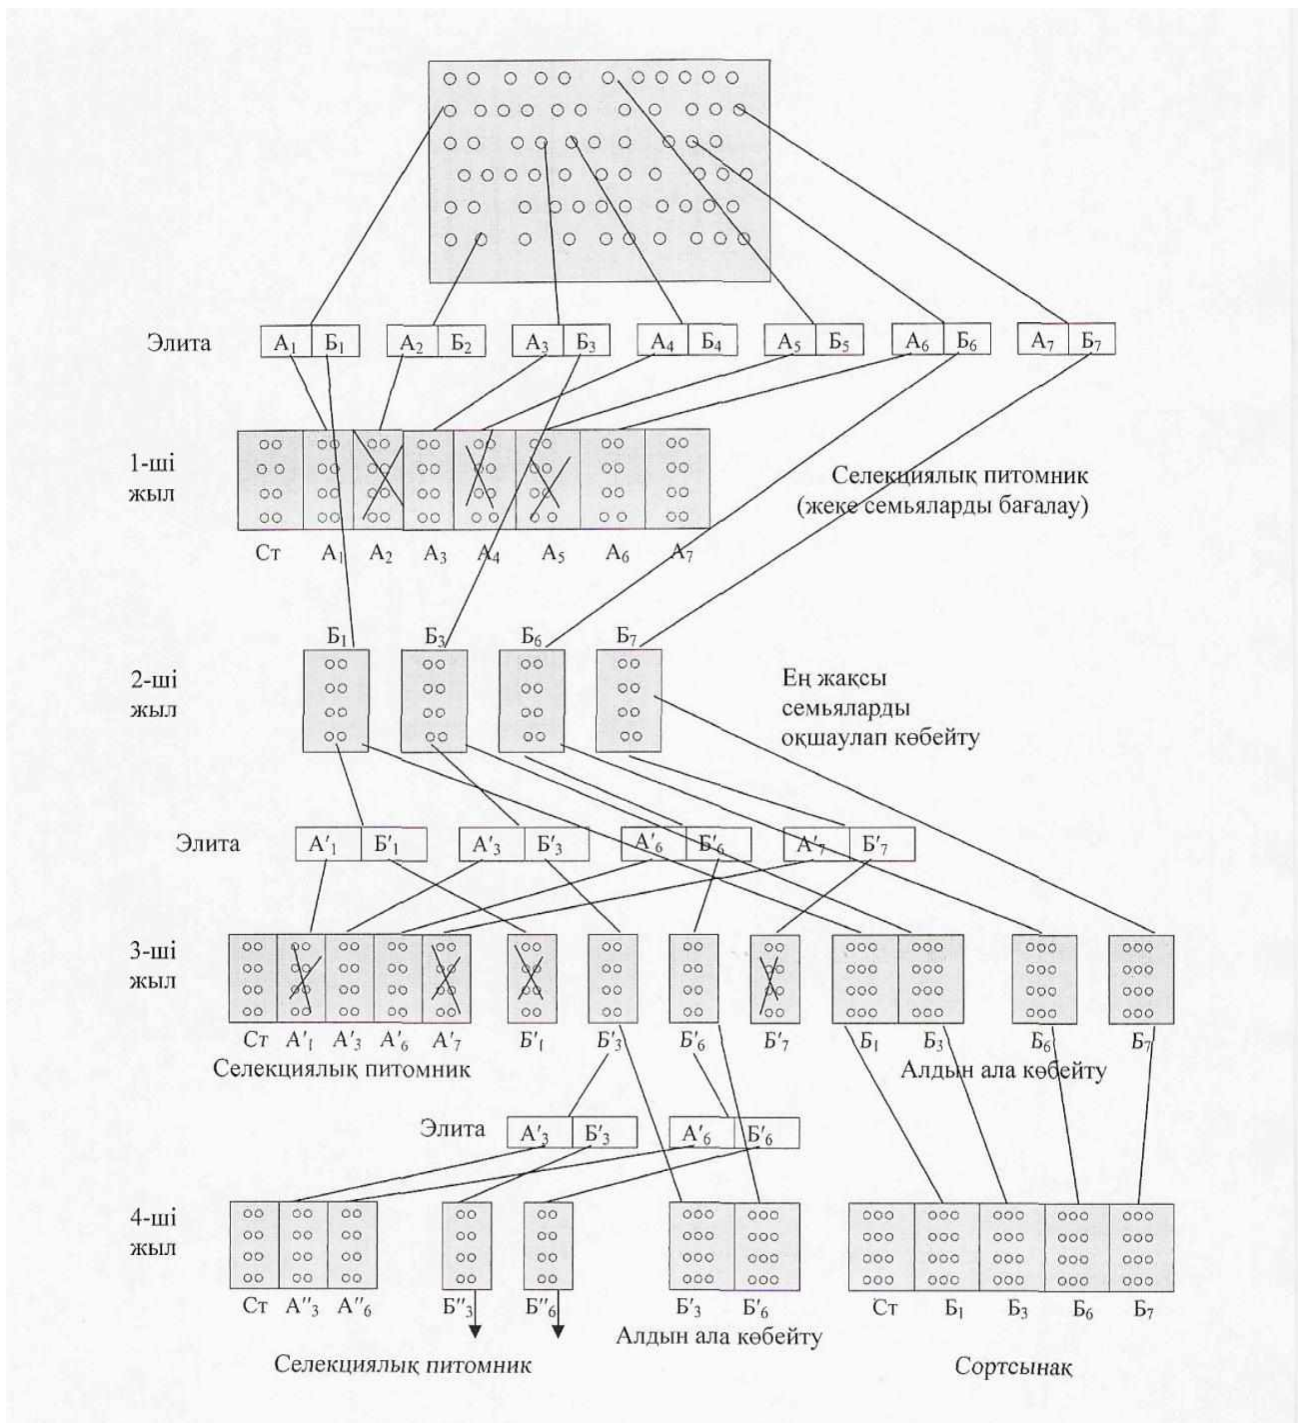 Элита А₁ Б₁ А₂ Б₂ А₃ Б₃ А₄ Б₄ А₅ Б₅ А₆ Б₆ А₇ Б₇
1-ші
жыл
Селекциялық питомник
(жеке семьяларды бағалау)
Ст А₁ А₂ А₃ А₄ А₅ А₆ А₇
Б₁ Б₃ Б₆ Б₇
2-ші
жыл
Ең жақсы
семьяларды
оқшаулап көбейту
Элита А′₁ Б′₁ А′₃ Б′₃ А′₆ Б′₆ А′₇ Б′₇
3-ші
жыл
Ст А′₁ А′₃ А′₆ А′₇ Б′₁ Б′₃ Б′₆ Б′₇ Б₁ Б₃ Б₆ Б₇
Селекциялық питомник Алдын ала көбейту
Элита А′₃ Б′₃ А′₆ Б′₆
4-ші
жыл
Ст А″₃ А″₆ Б″₃ Б″₆ Б′₃ Б′₆ Ст Б₁ Б₃ Б₆ Б₇
Алдын ала көбейту
Селекциялық питомник Сортсынақ